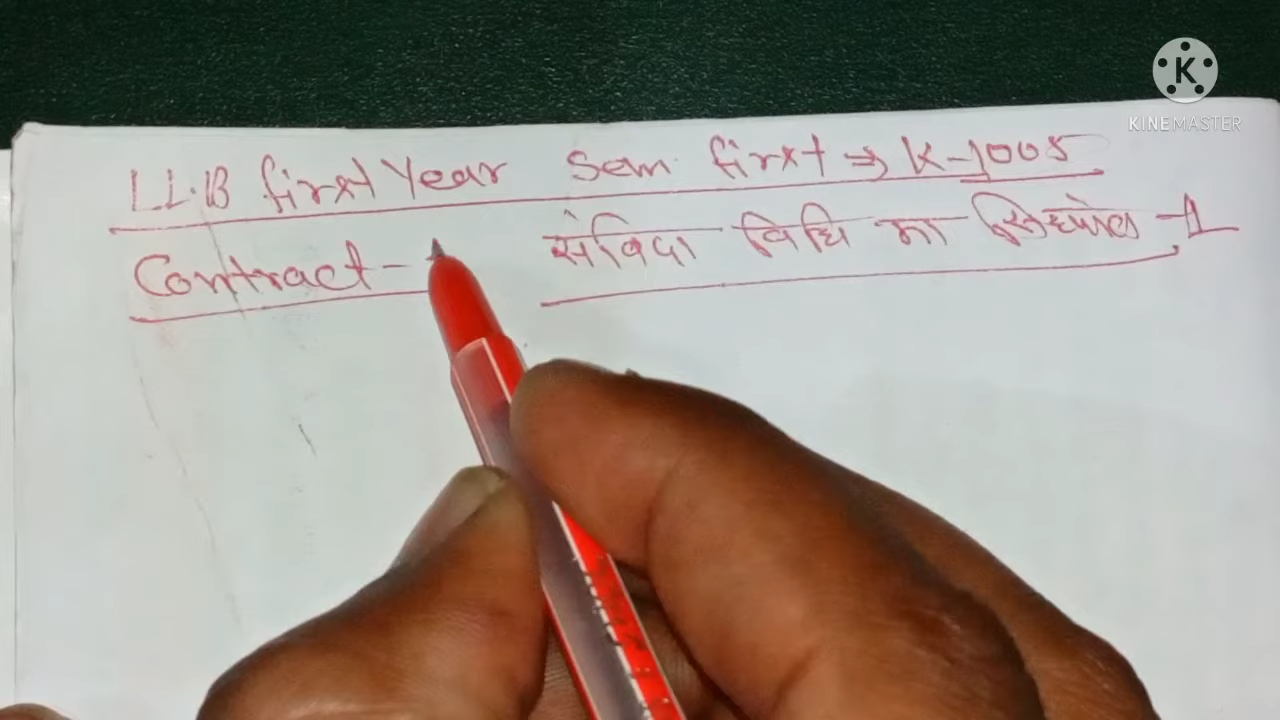 LL.B first Year Sem. first ⇒ K-1005
Contract - संविदा विधि का सिध्दांत -1
K
KINEMASTER